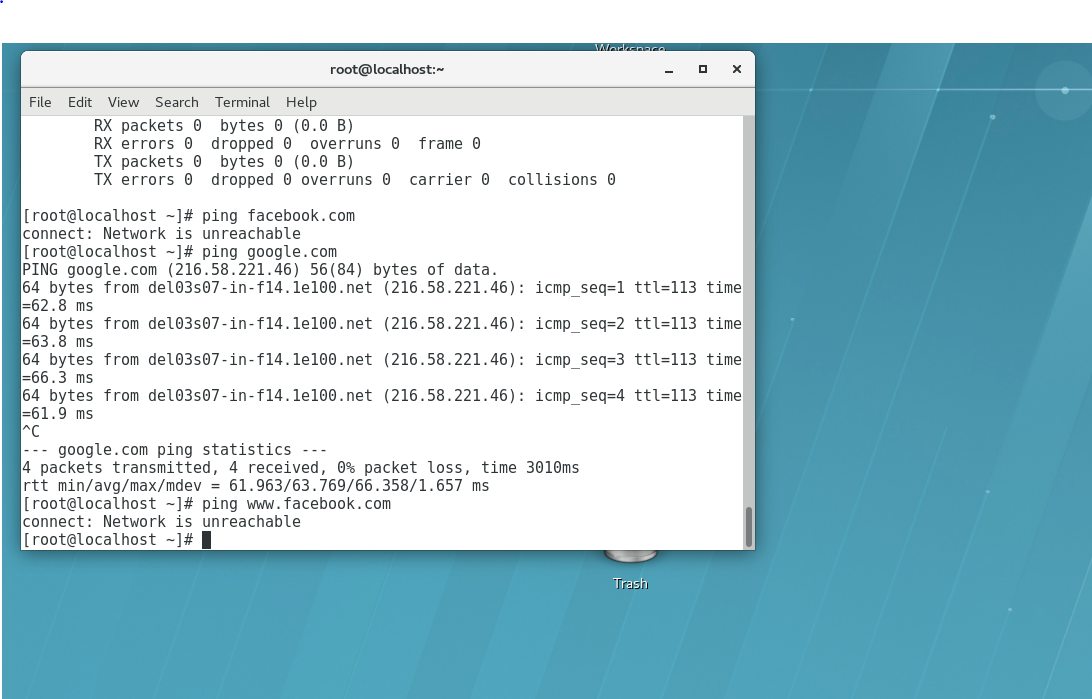 Workspace
root@localhost:~
File Edit View Search Terminal Help
RX packets 0  bytes 0 (0.0 B)
RX errors 0  dropped 0  overruns 0  frame 0
TX packets 0  bytes 0 (0.0 B)
TX errors 0  dropped 0 overruns 0  carrier 0  collisions 0
[root@localhost ~]# ping facebook.com
connect: Network is unreachable
[root@localhost ~]# ping google.com
PING google.com (216.58.221.46) 56(84) bytes of data.
64 bytes from del03s07-in-f14.1e100.net (216.58.221.46): icmp_seq=1 ttl=113 time
=62.8 ms
64 bytes from del03s07-in-f14.1e100.net (216.58.221.46): icmp_seq=2 ttl=113 time
=63.8 ms
64 bytes from del03s07-in-f14.1e100.net (216.58.221.46): icmp_seq=3 ttl=113 time
=66.3 ms
64 bytes from del03s07-in-f14.1e100.net (216.58.221.46): icmp_seq=4 ttl=113 time
=61.9 ms
^C
--- google.com ping statistics ---
4 packets transmitted, 4 received, 0% packet loss, time 3010ms
rtt min/avg/max/mdev = 61.963/63.769/66.358/1.657 ms
[root@localhost ~]# ping www.facebook.com
connect: Network is unreachable
[root@localhost ~]#
Trash